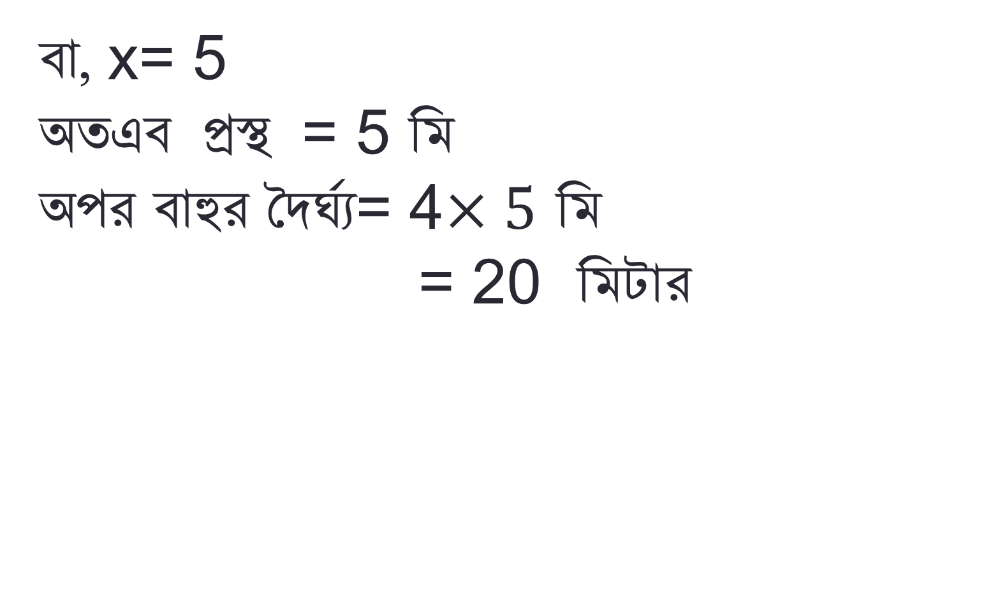 বা, x= 5
অতএব প্রস্থ = 5 মি
অপর বাহুর দৈর্ঘ্য= 4× 5 মি
= 20 মিটার